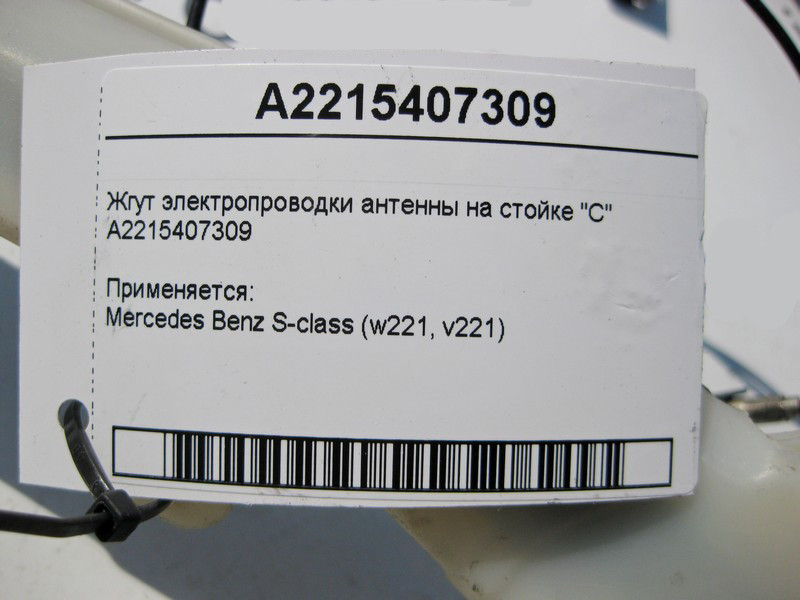 A2215407309
Жгут электропроводки антенны на стойке "С"
A2215407309
Применяется:
Mercedes Benz S-class (w221, v221)